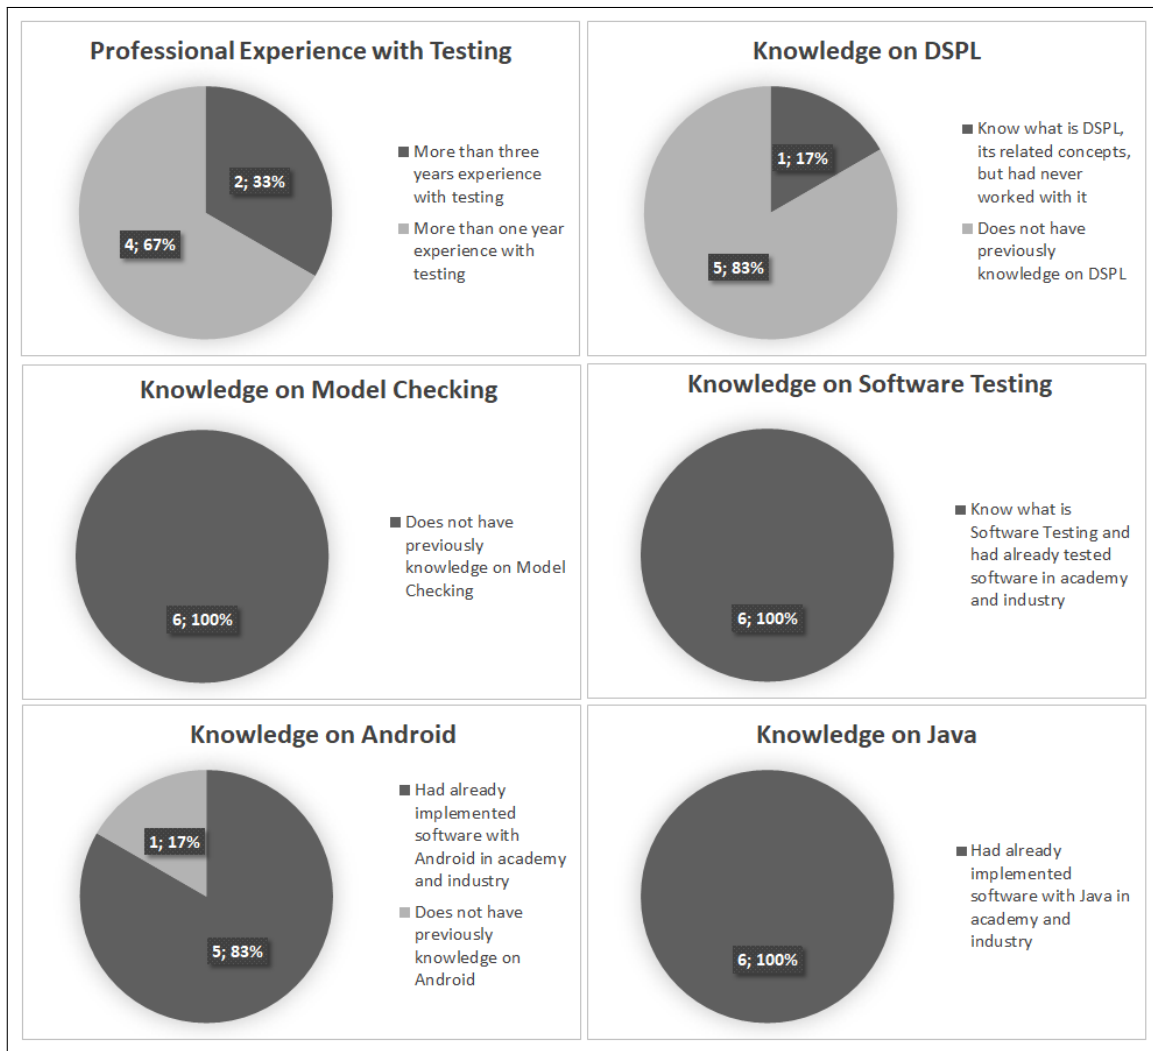 Professional Experience with Testing
2; 33%
4; 67%
More than three
years experience
with testing
More than one year
experience with
testing
Knowledge on DSPL
1; 17%
5; 83%
Know what is DSPL,
its related concepts,
but had never
worked with it
Does not have
previously
knowledge on DSPL
Knowledge on Model Checking
6; 100%
Does not have
previously
knowledge on Model
Checking
Knowledge on Software Testing
6; 100%
Know what is
Software Testing and
had already tested
software in academy
and industry
Knowledge on Android
1; 17%
5; 83%
Had already
implemented
software with
Android in academy
and industry
Does not have
previously
knowledge on
Android
Knowledge on Java
6; 100%
Had already
implemented
software with Java in
academy and
industry